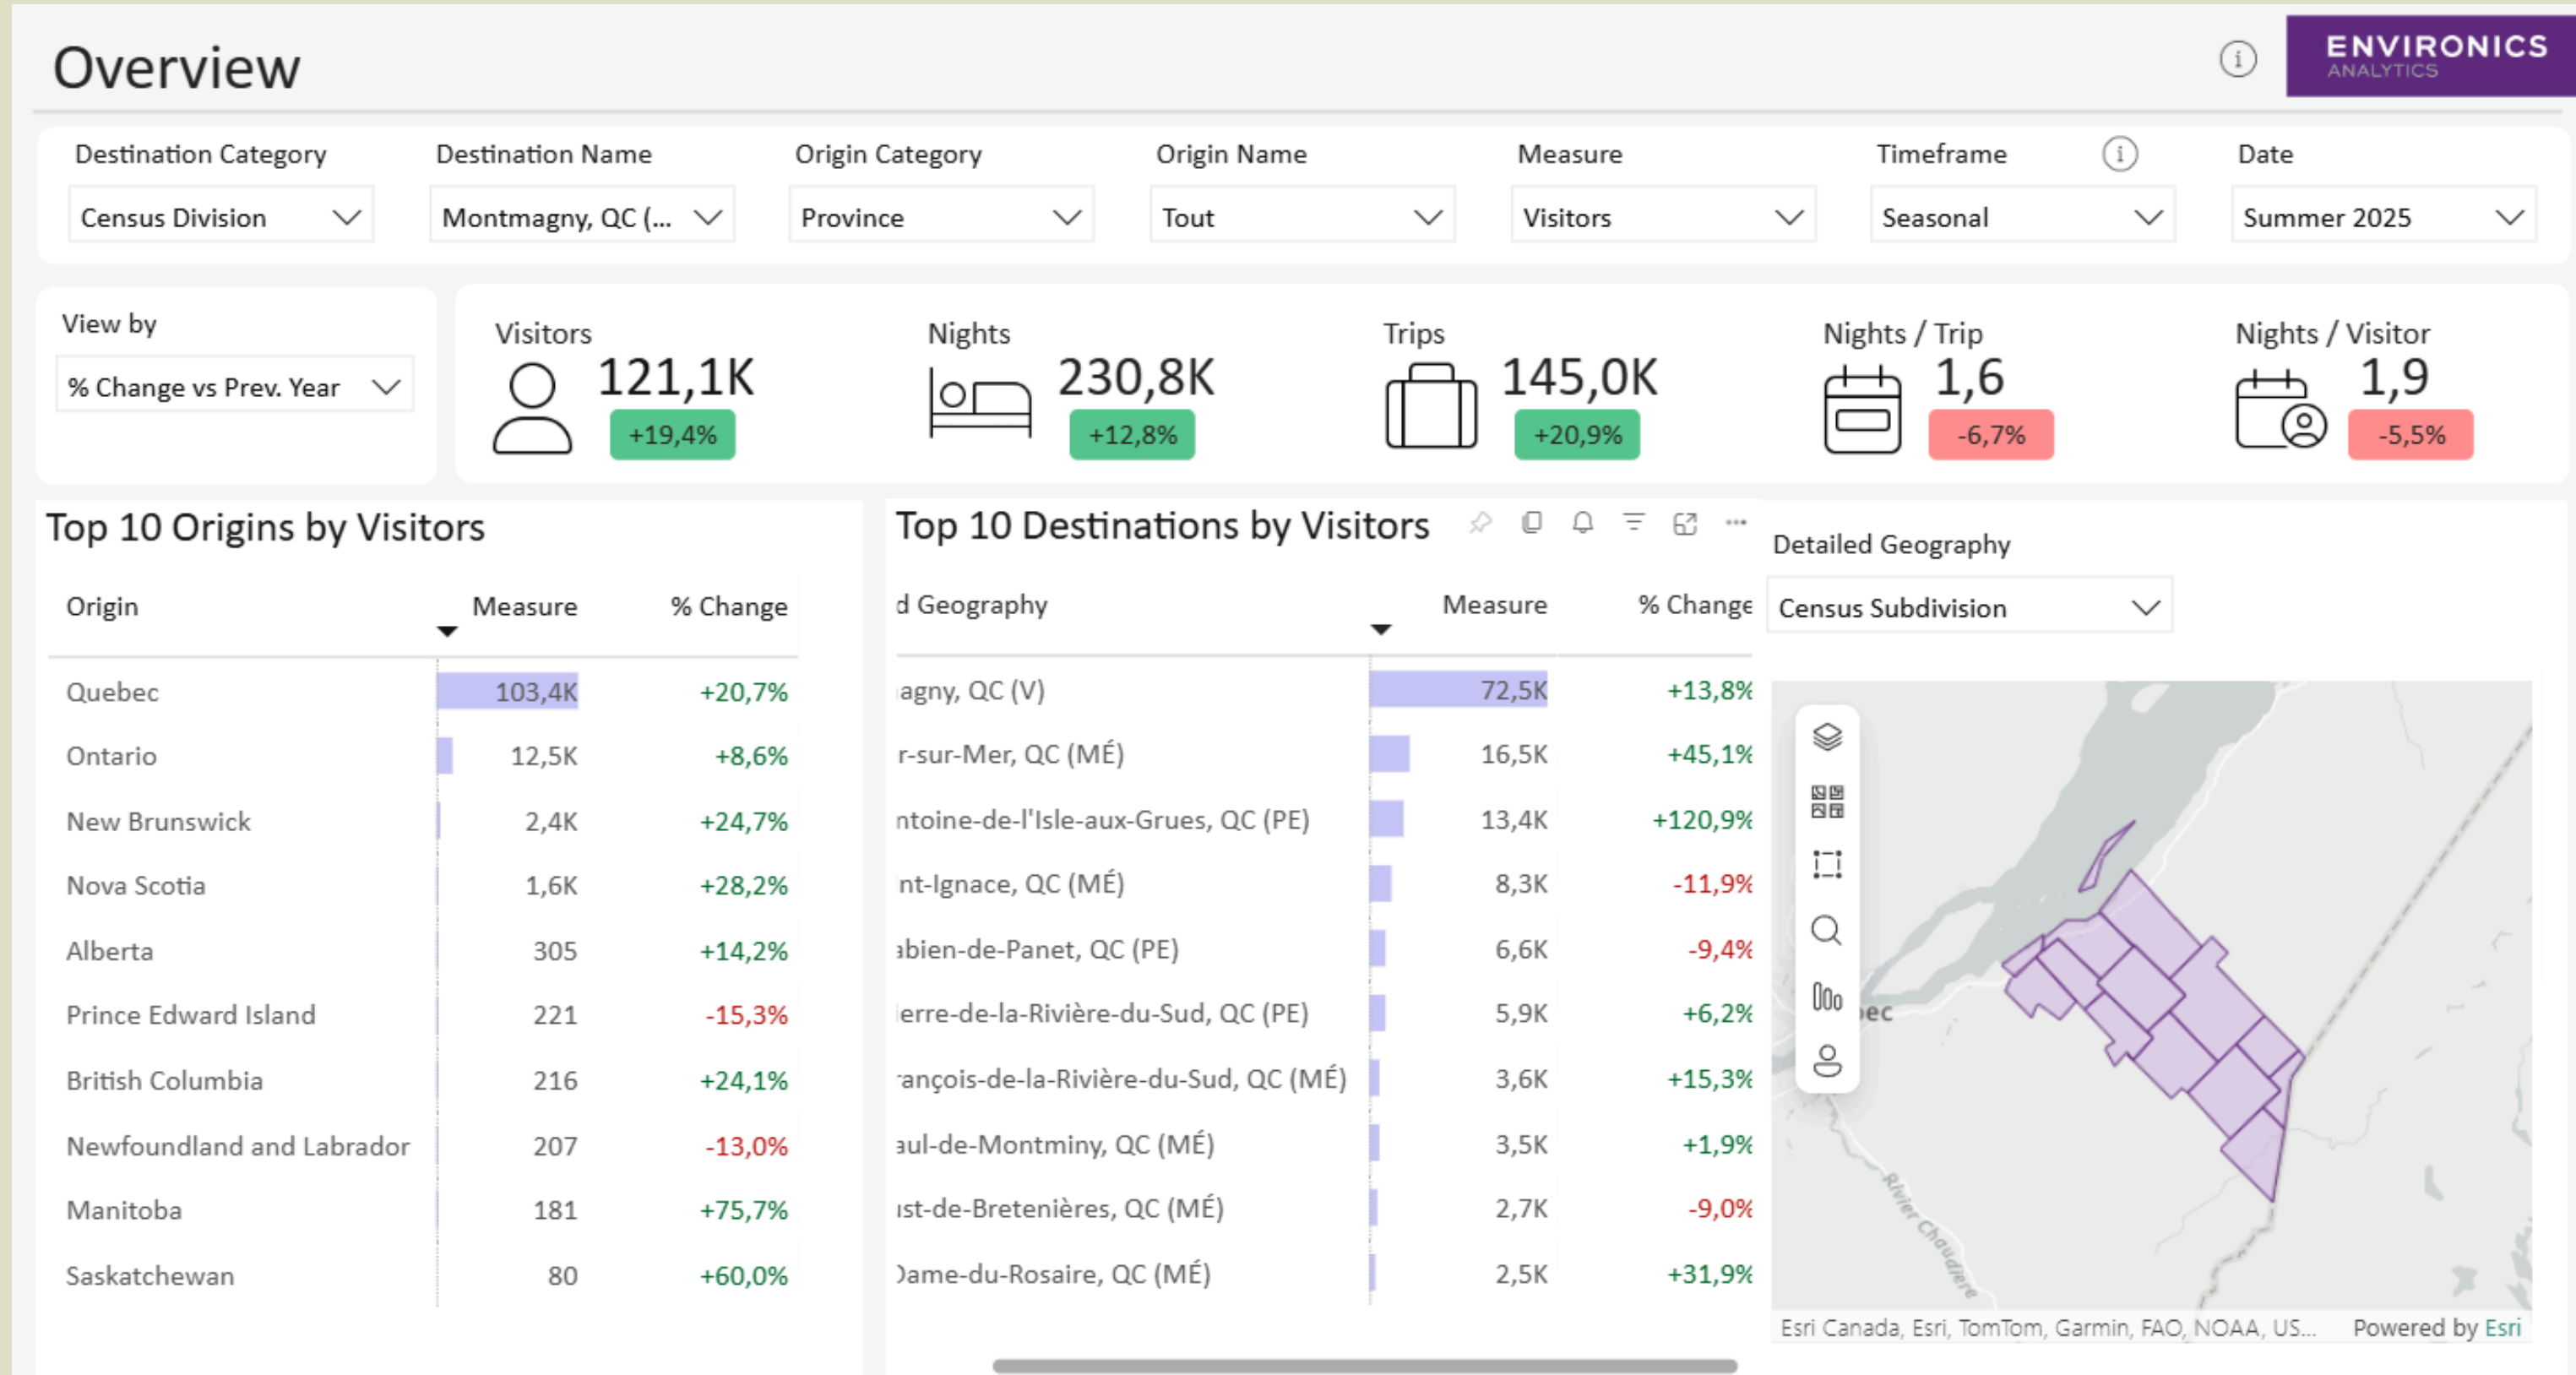 Overview
ENVIRONICS
ANALYTICS
Destination Category
Destination Name
Origin Category
Origin Name
Measure
Timeframe
Date
Census Division
Montmagny, QC (...
Province
Tout
Visitors
Seasonal
Summer 2025
View by
% Change vs Prev. Year
Visitors
121,1K
+19,4%
Nights
230,8K
+12,8%
Trips
145,0K
+20,9%
Nights / Trip
1,6
-6,7%
Nights / Visitor
1,9
-5,5%
Top 10 Origins by Visitors
Origin Measure % Change
Quebec 103,4K +20,7%
Ontario 12,5K +8,6%
New Brunswick 2,4K +24,7%
Nova Scotia 1,6K +28,2%
Alberta 305 +14,2%
Prince Edward Island 221 -15,3%
British Columbia 216 +24,1%
Newfoundland and Labrador 207 -13,0%
Manitoba 181 +75,7%
Saskatchewan 80 +60,0%
Top 10 Destinations by Visitors
d Geography Measure % Change
agny, QC (V) 72,5K +13,8%
r-sur-Mer, QC (MÉ) 16,5K +45,1%
ntoine-de-l'Isle-aux-Grues, QC (PE) 13,4K +120,9%
nt-Ignace, QC (MÉ) 8,3K -11,9%
abien-de-Panet, QC (PE) 6,6K -9,4%
ierre-de-la-Rivière-du-Sud, QC (PE) 5,9K +6,2%
rançois-de-la-Rivière-du-Sud, QC (MÉ) 3,6K +15,3%
aul-de-Montminy, QC (MÉ) 3,5K +1,9%
ust-de-Bretenières, QC (MÉ) 2,7K -9,0%
Dame-du-Rosaire, QC (MÉ) 2,5K +31,9%
Detailed Geography
Census Subdivision
bec
Rivier Chaudiere
Esri Canada, Esri, TomTom, Garmin, FAO, NOAA, US...
Powered by Esri